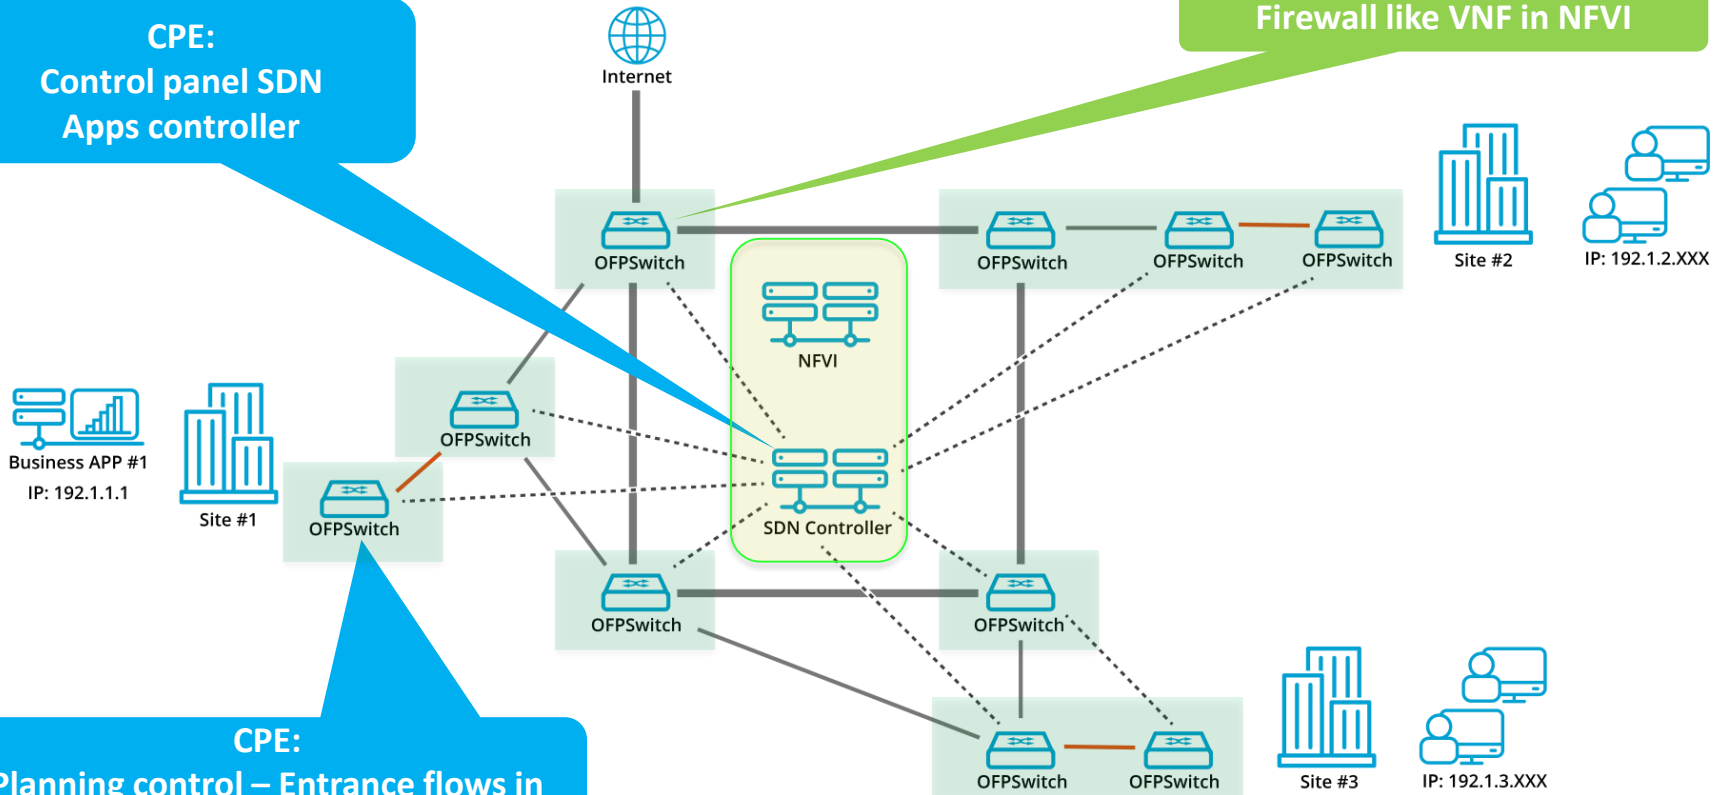 CPE:
Control panel SDN
Apps controller
Firewall like VNF in NFVI
Internet
OFPSwitch
OFPSwitch
OFPSwitch
OFPSwitch
Site #2
IP: 192.1.2.XXX
NFVI
OFPSwitch
Business APP #1
IP: 192.1.1.1
Site #1
OFPSwitch
SDN Controller
OFPSwitch
OFPSwitch
CPE:
Planning control – Entrance flows in
OFPSwitch
OFPSwitch
Site #3
IP: 192.1.3.XXX